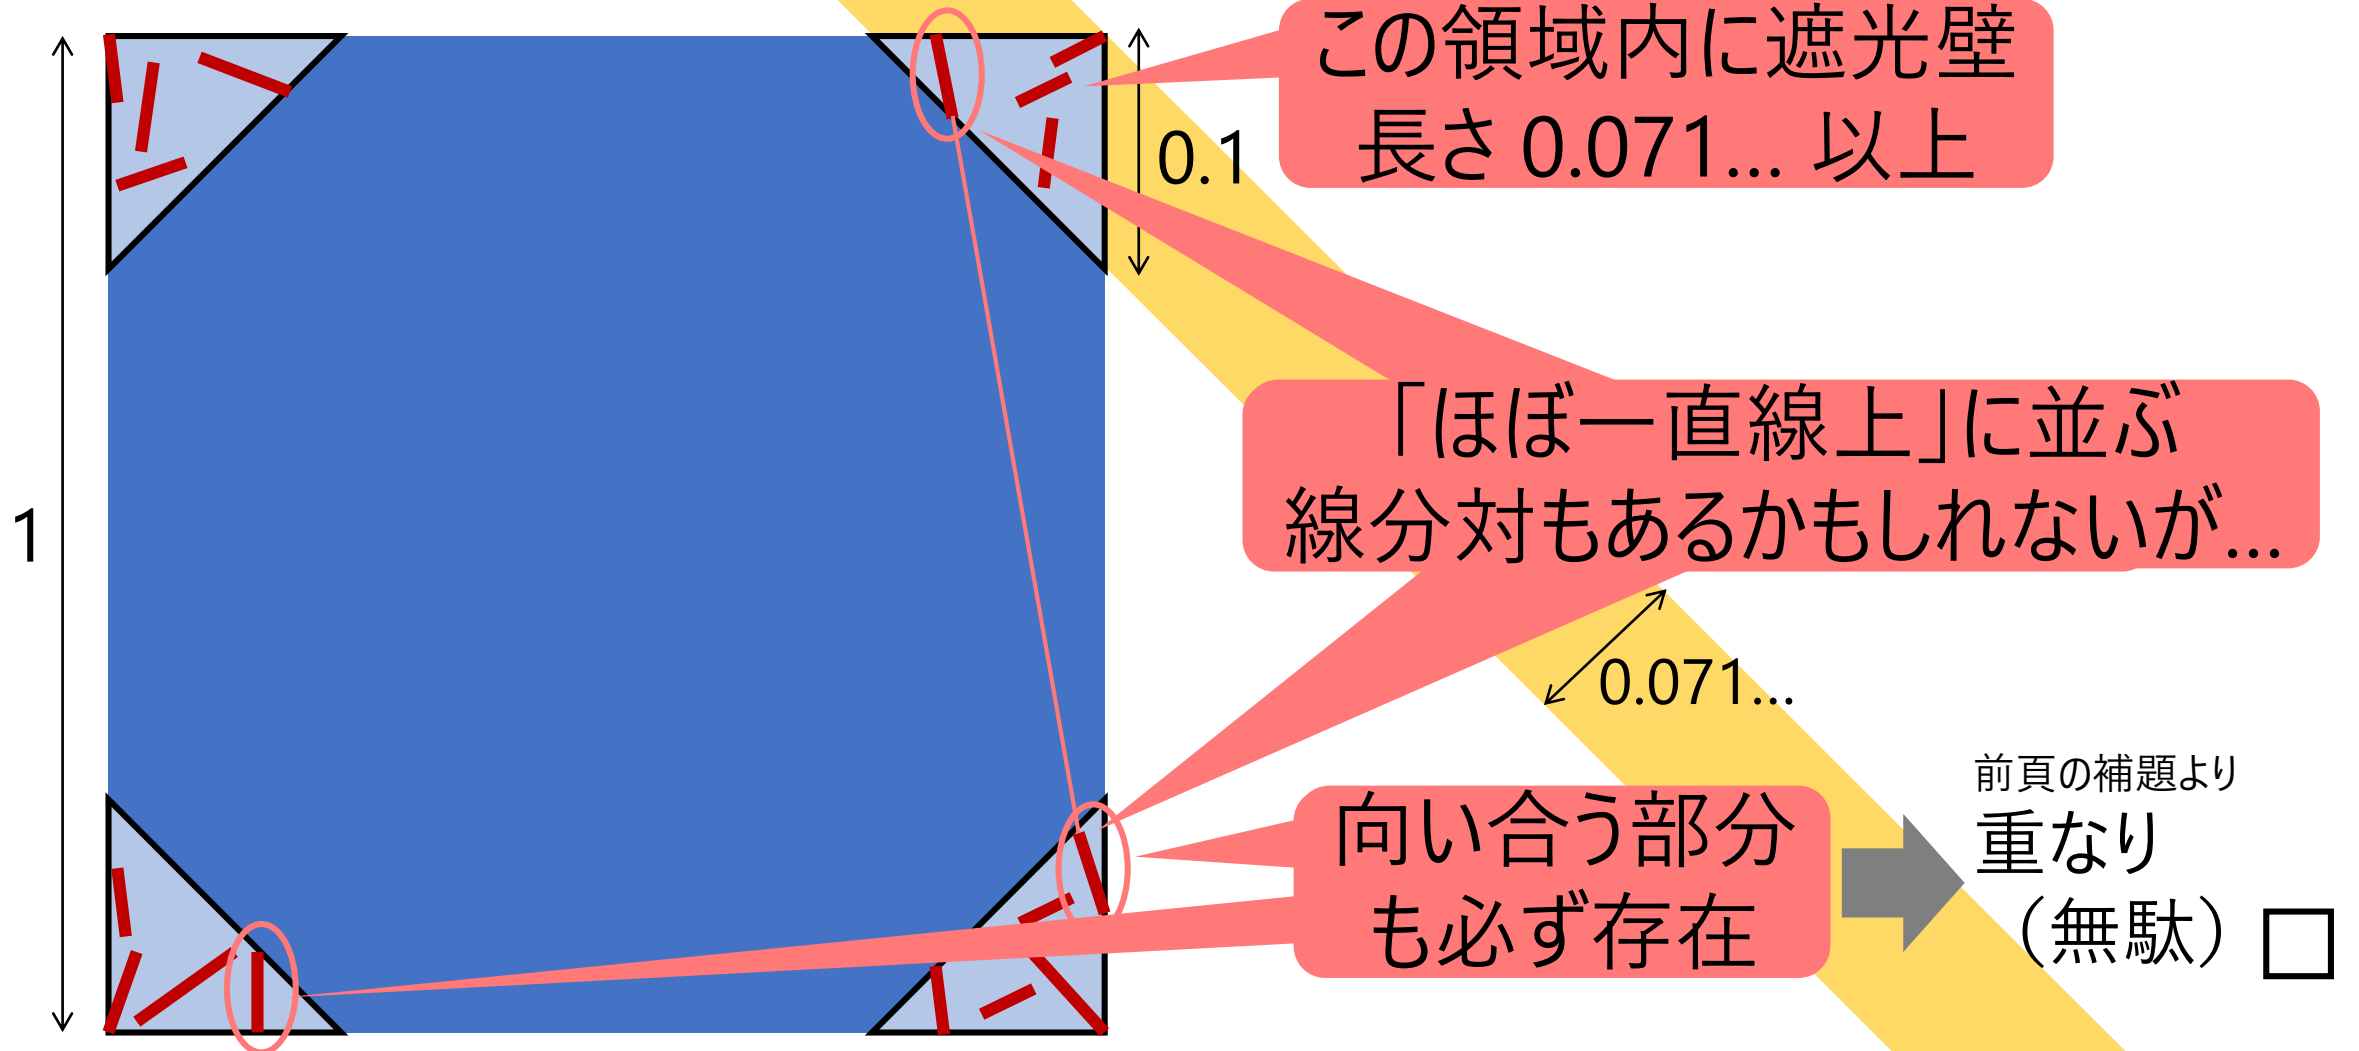 この領域内に遮光壁
長さ 0.071… 以上
0.1
「ほぼ一直線上」に並ぶ
線分対もあるかもしれないが…
1
0.071…
前頁の補題より
重なり
（無駄）
向い合う部分
も必ず存在